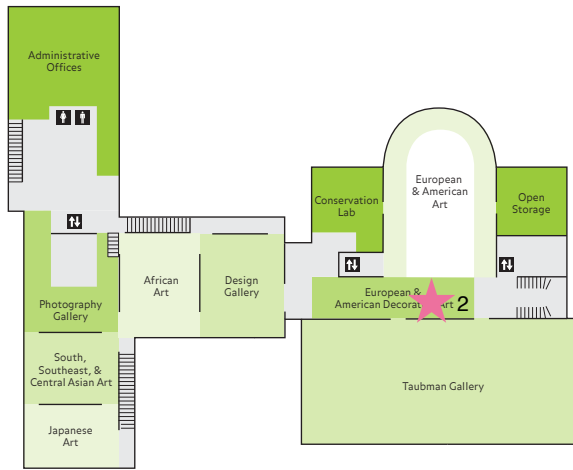 Administrative
Offices
European
& American
Art
Conservation
Lab
Open
Storage
African
Art
Design
Gallery
European &
American Decorative Art
2
Photography
Gallery
South,
Southeast, &
Central Asian Art
Taubman Gallery
Japanese
Art